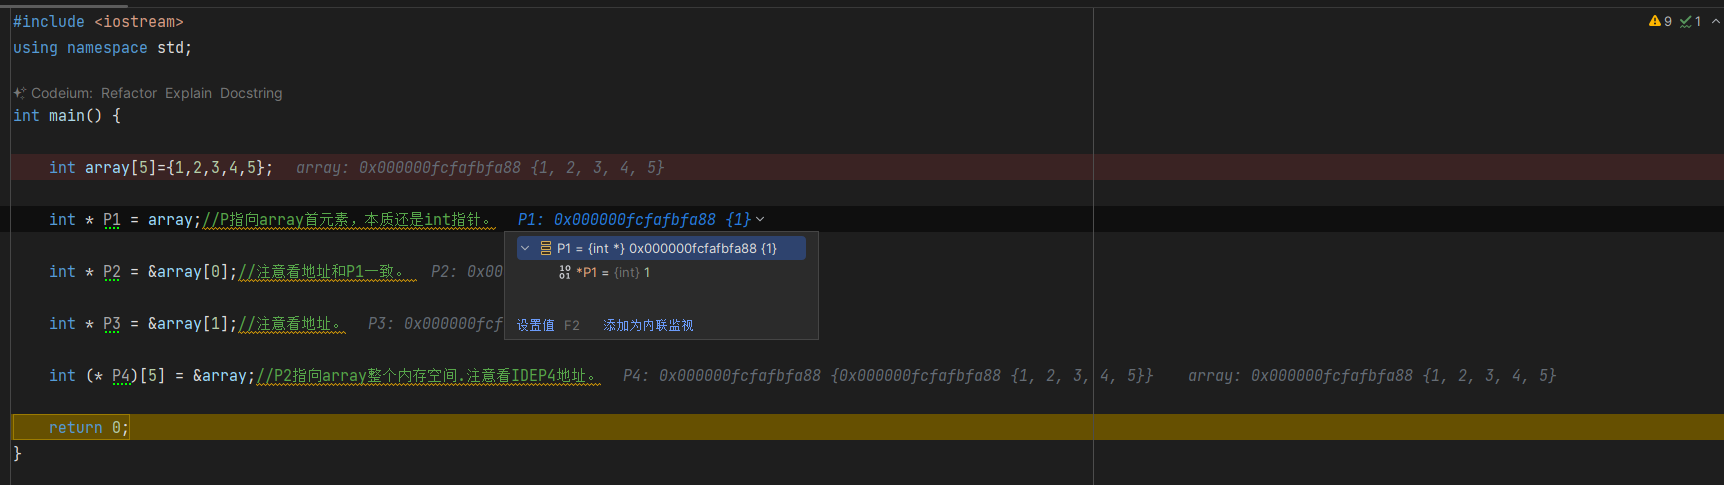 #include <iostream>
⚠ 9 ✓ 1
using namespace std;
Codeium: Refactor Explain Docstring
int main() {
int array[5]={1,2,3,4,5}; array: 0x000000fcfafbfa88 {1, 2, 3, 4, 5}
int * P1 = array;//P指向array首元素，本质还是int指针。 P1: 0x000000fcfafbfa88 {1}
P1 = {int *} 0x000000fcfafbfa88 {1}
int * P2 = &array[0];//注意看地址和P1一致。 P2: 0x00
*P1 = {int} 1
int * P3 = &array[1];//注意看地址。 P3: 0x000000fcf
设置值 F2 添加为内联监视
int (* P4)[5] = &array;//P2指向array整个内存空间.注意看IDEP4地址。 P4: 0x000000fcfafbfa88 {0x000000fcfafbfa88 {1, 2, 3, 4, 5}} array: 0x000000fcfafbfa88 {1, 2, 3, 4, 5}
return 0;
}